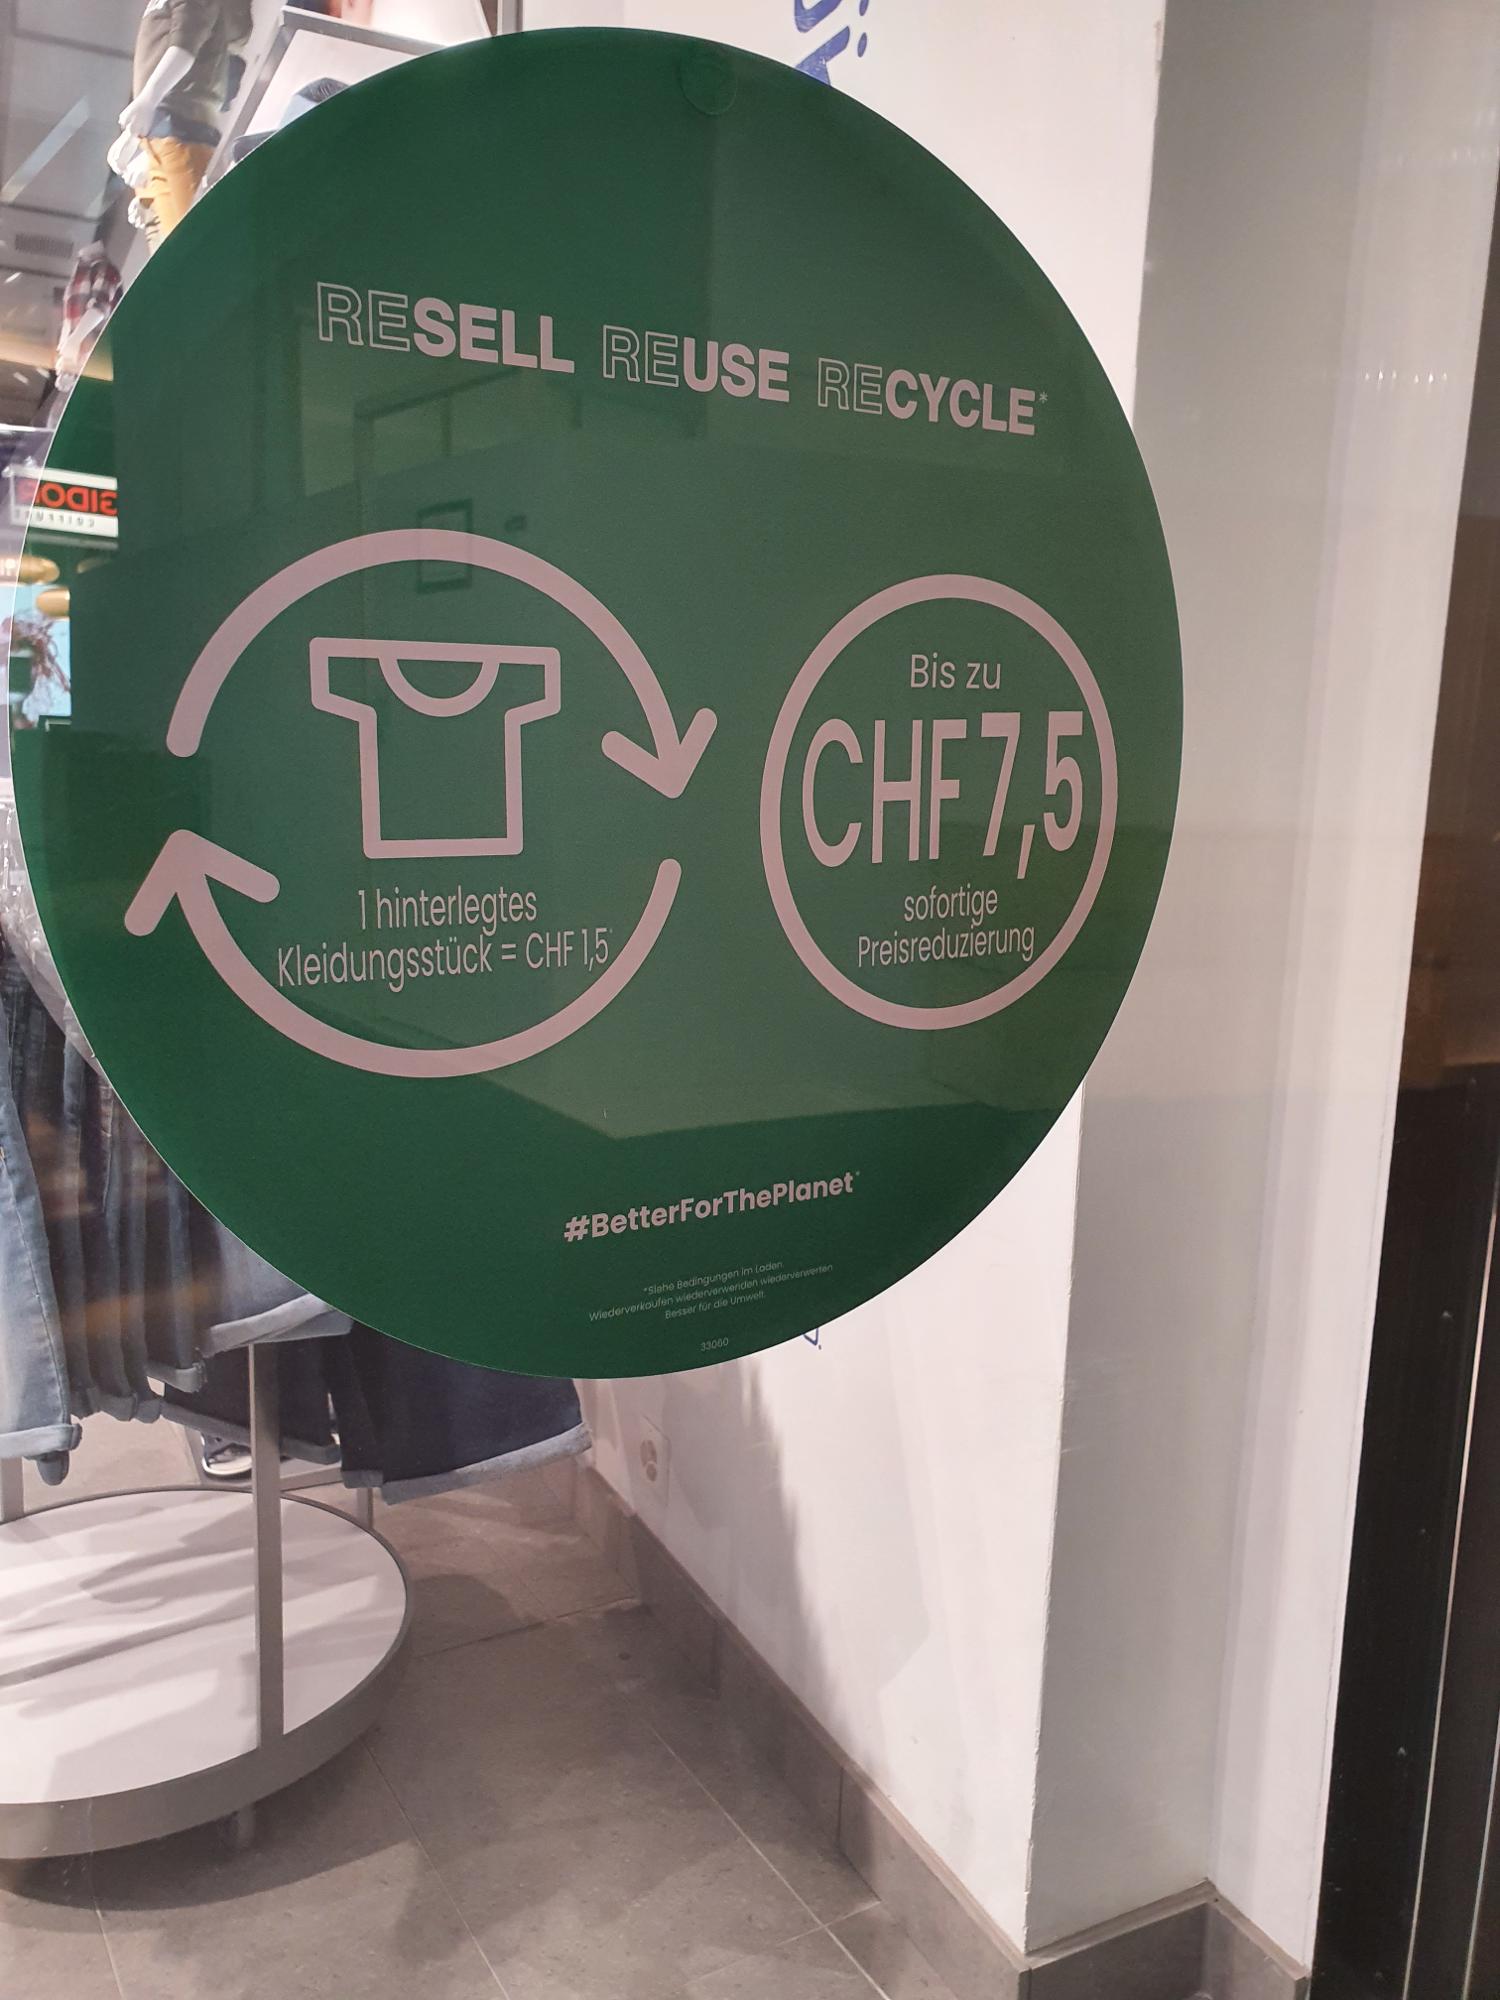 RESELL REUSE RECYCLE*
1 hinterlegtes
Kleidungsstück = CHF 1,5*
Bis zu
CHF 7,5
sofortige
Preisreduzierung
#BetterForThePlanet*
*Siehe Bedingungen im Laden.
Wiederverkaufen wiederverwenden wiederverwerten
Besser für die Umwelt.
33060